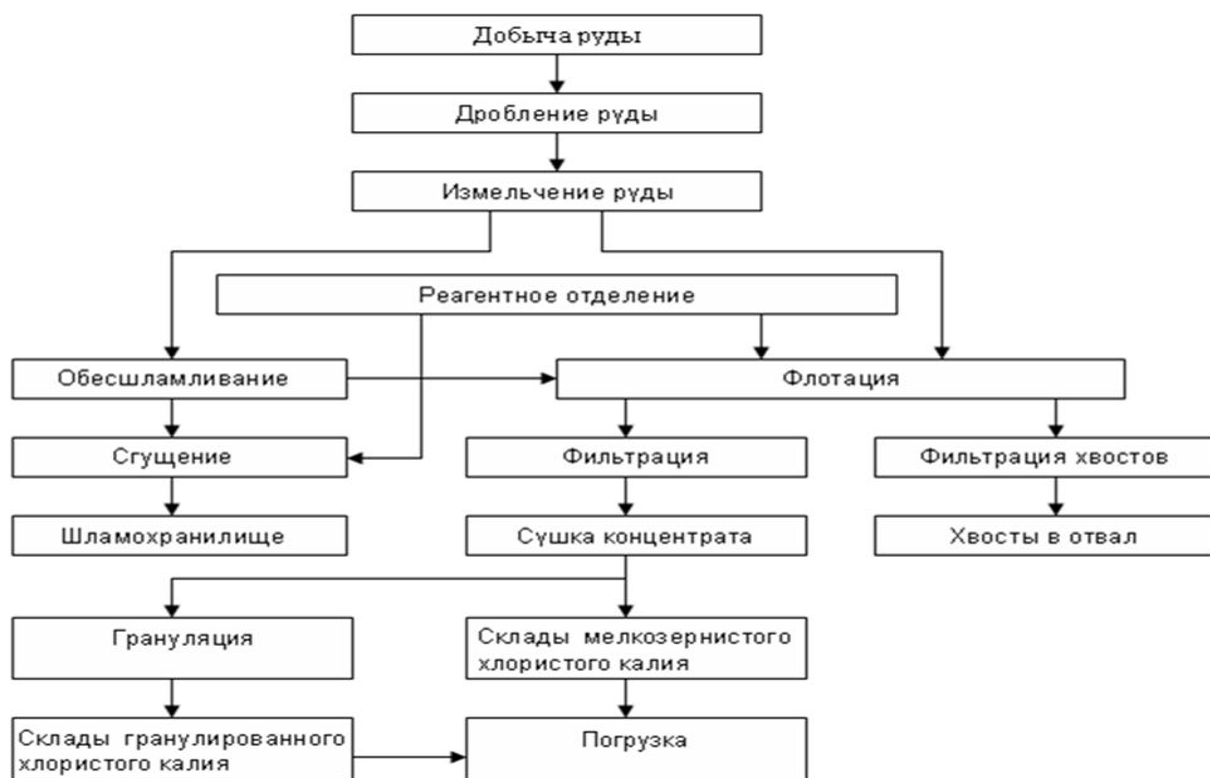 Добыча руды
Дробление руды
Измельчение руды
Реагентное отделение
Обесшламливание
Флотация
Сгущение
Фильтрация
Фильтрация хвостов
Шламохранилище
Сушка концентрата
Хвосты в отвал
Грануляция
Склады мелкозернистого
хлористого калия
Склады гранулированного
хлористого калия
Погрузка